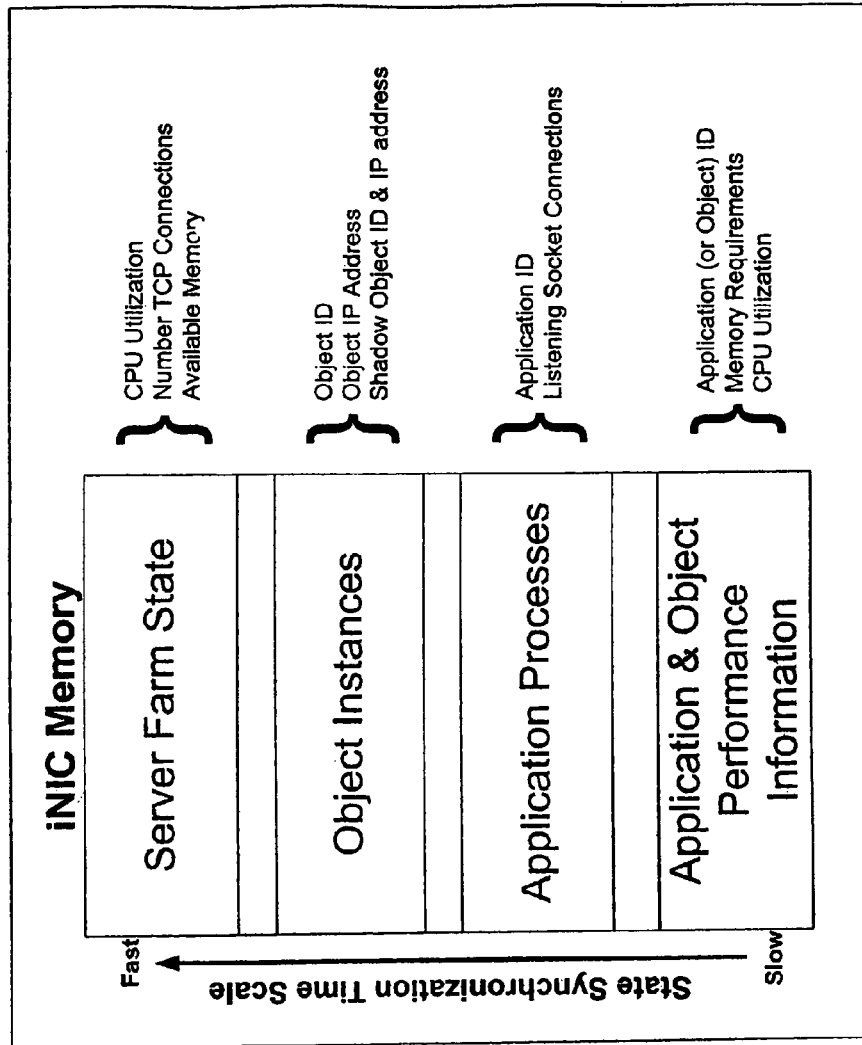 iNIC Memory
Fast
State Synchronization Time Scale
Slow
Server Farm State
CPU Utilization
Number TCP Connections
Available Memory
Object Instances
Object ID
Object IP Address
Shadow Object ID & IP address
Application Processes
Application ID
Listening Socket Connections
Application & Object
Performance
Information
Application (or Object) ID
Memory Requirements
CPU Utilization